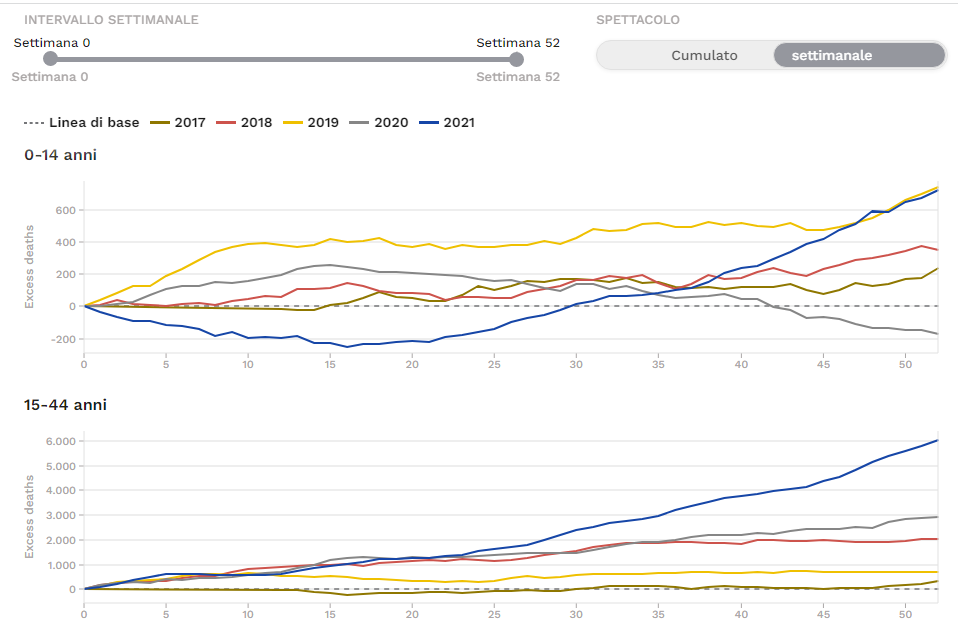 INTERVALLO SETTIMANALE
SPETTACOLO
Settimana 0
Settimana 52
Settimana 0
Settimana 52
Cumulato
settimanale
Linea di base 2017 2018 2019 2020 2021
0-14 anni
Excess deaths
600
400
200
0
-200
0 5 10 15 20 25 30 35 40 45 50
15-44 anni
Excess deaths
6.000
5.000
4.000
3.000
2.000
1.000
0
0 5 10 15 20 25 30 35 40 45 50